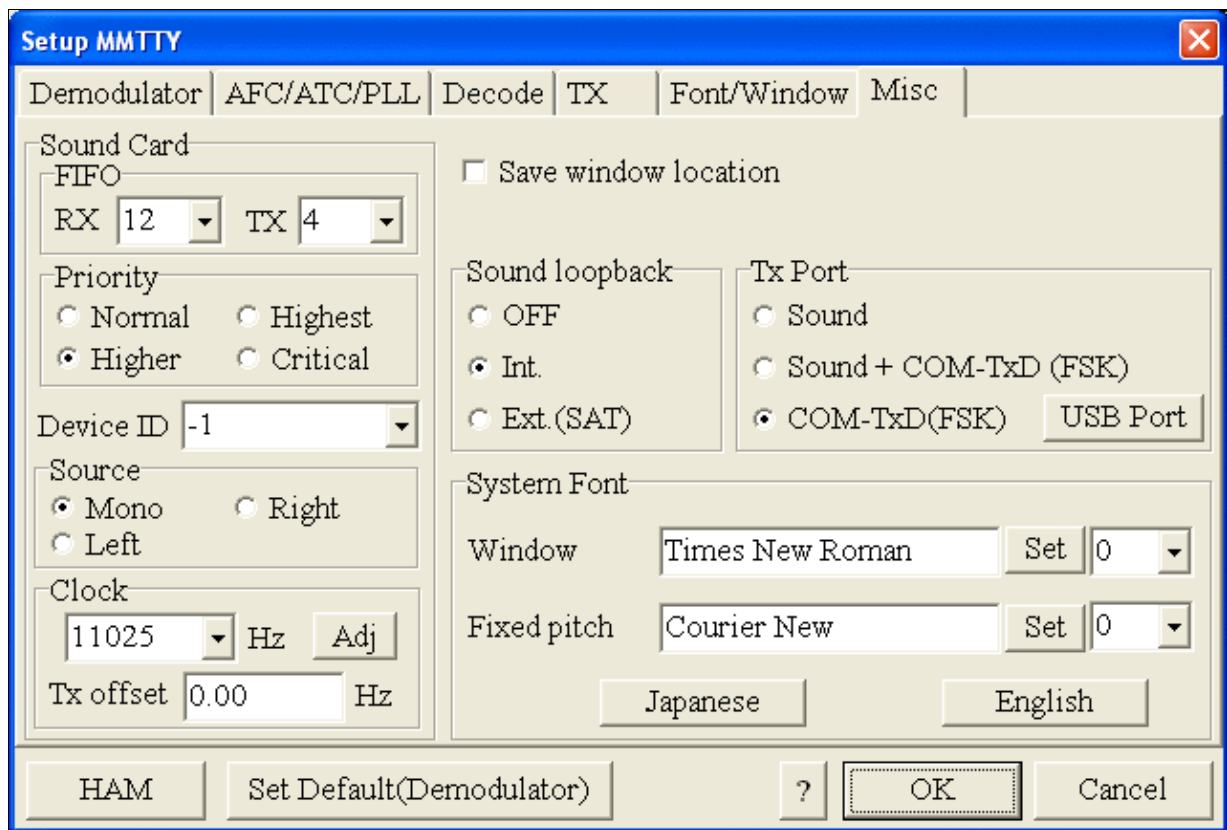 Setup MMTTY
Demodulator AFC/ATC/PLL Decode TX Font/Window Misc
Sound Card
FIFO
RX 12 TX 4
Priority
Normal Highest
Higher Critical
Device ID -1
Source
Mono Right
Left
Clock
11025 Hz Adj
Tx offset 0.00 Hz
Save window location
Sound loopback
OFF
Int.
Ext.(SAT)
Tx Port
Sound
Sound + COM-TxD (FSK)
COM-TxD(FSK) USB Port
System Font
Window Times New Roman Set 0
Fixed pitch Courier New Set 0
Japanese English
HAM Set Default(Demodulator) ? OK Cancel